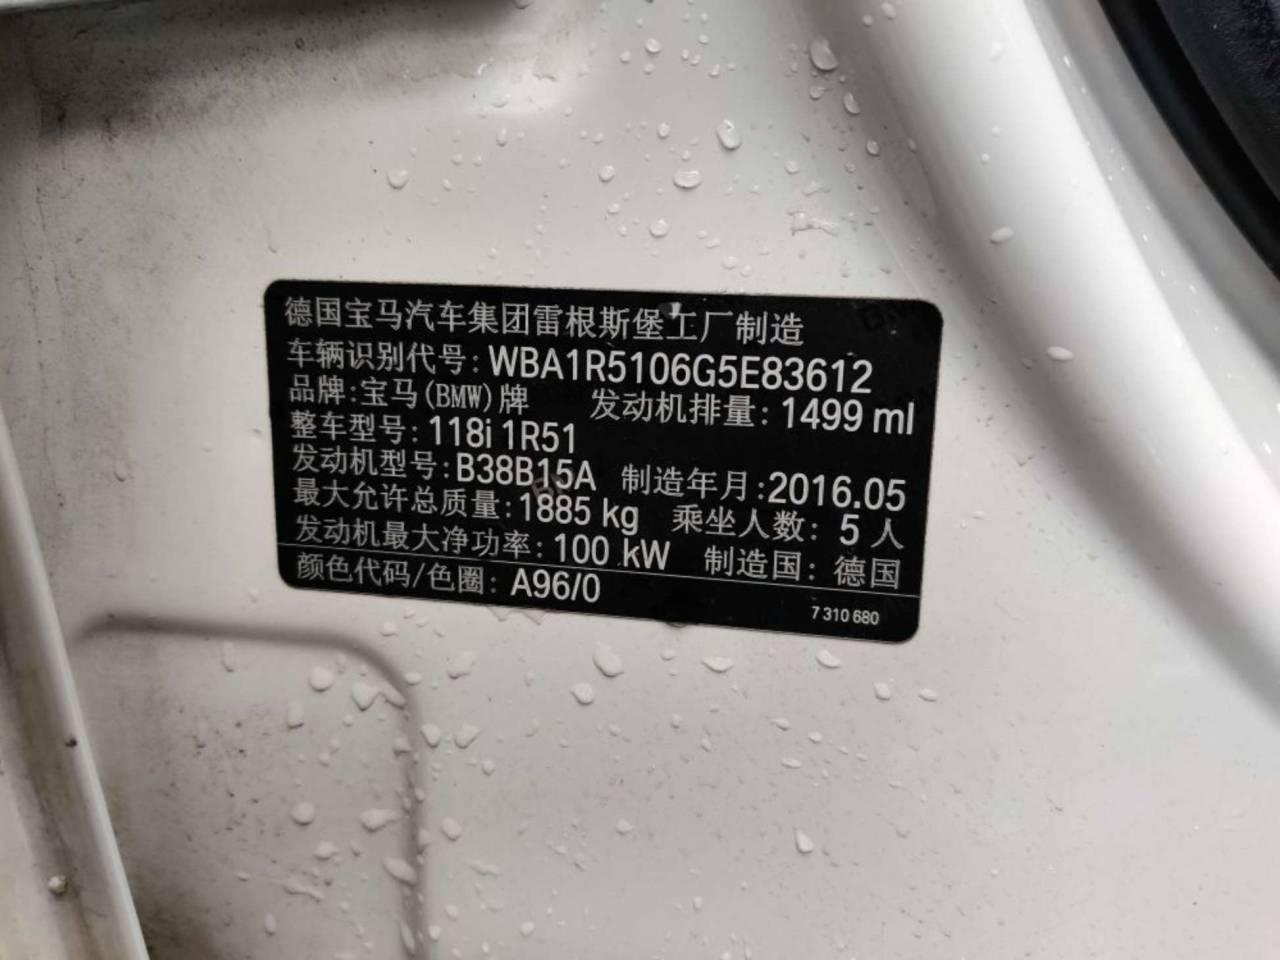 德国宝马汽车集团雷根斯堡工厂制造
车辆识别代号: WBA1R5106G5E83612
品牌:宝马(BMW)牌 发动机排量: 1499 ml
整车型号: 118i 1R51
发动机型号: B38B15A 制造年月:2016.05
最大允许总质量: 1885 kg 乘坐人数: 5 人
发动机最大净功率: 100 kW 制造国: 德国
颜色代码/色圈: A96/0
7 310 680